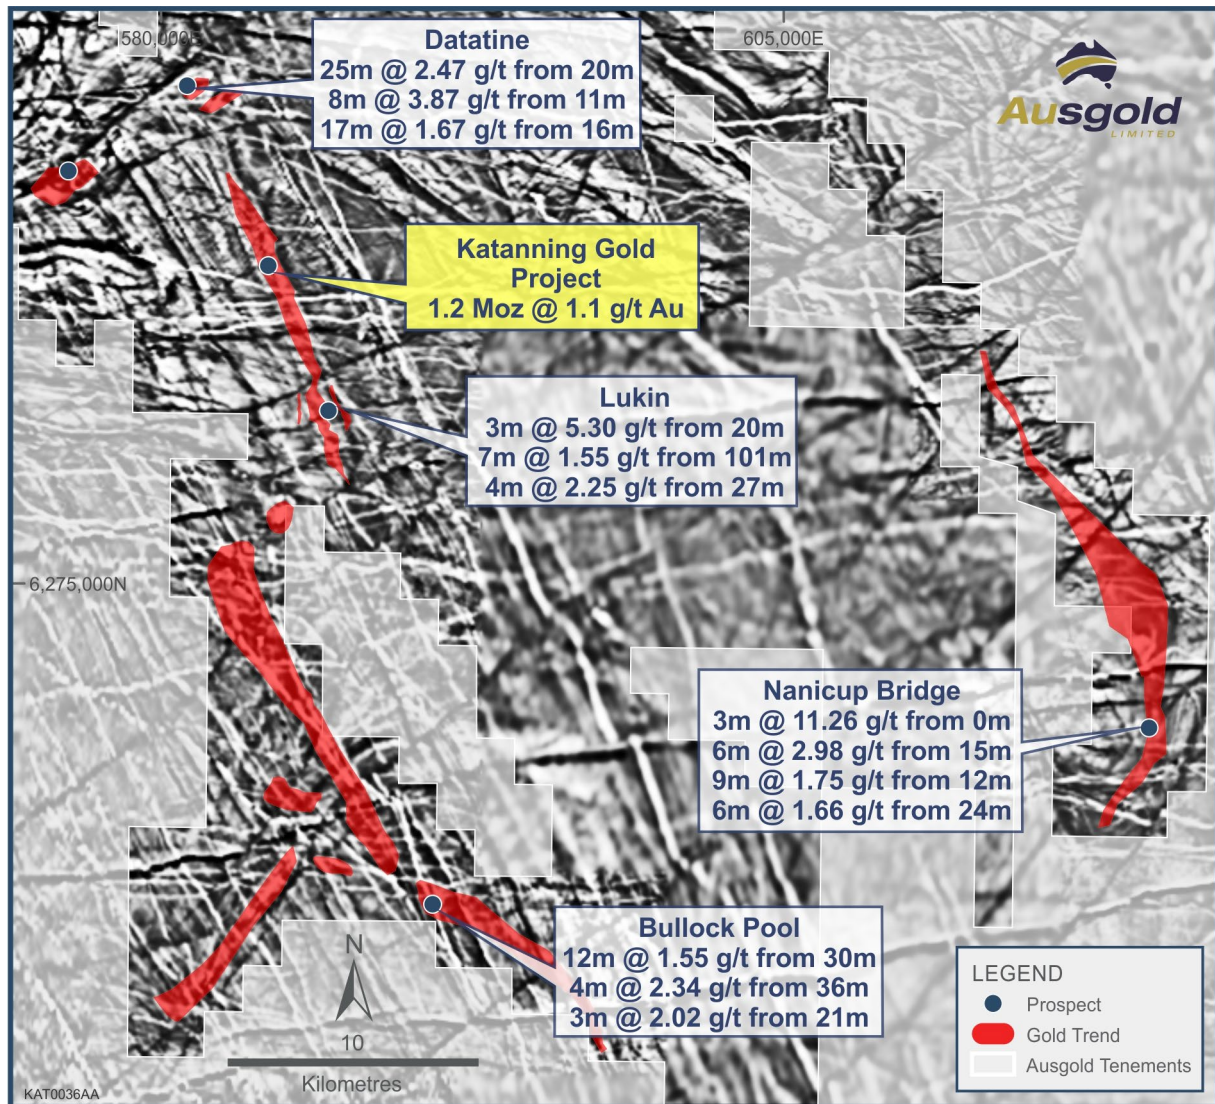 580,000E
605,000E
Datatine
25m @ 2.47 g/t from 20m
8m @ 3.87 g/t from 11m
17m @ 1.67 g/t from 16m
Ausgold
LIMITED
Katanning Gold
Project
1.2 Moz @ 1.1 g/t Au
Lukin
3m @ 5.30 g/t from 20m
7m @ 1.55 g/t from 101m
4m @ 2.25 g/t from 27m
6,275,000N
Nanicup Bridge
3m @ 11.26 g/t from 0m
6m @ 2.98 g/t from 15m
9m @ 1.75 g/t from 12m
6m @ 1.66 g/t from 24m
Bullock Pool
12m @ 1.55 g/t from 30m
4m @ 2.34 g/t from 36m
3m @ 2.02 g/t from 21m
N
10
Kilometres
LEGEND
Prospect
Gold Trend
Ausgold Tenements
KAT0036AA